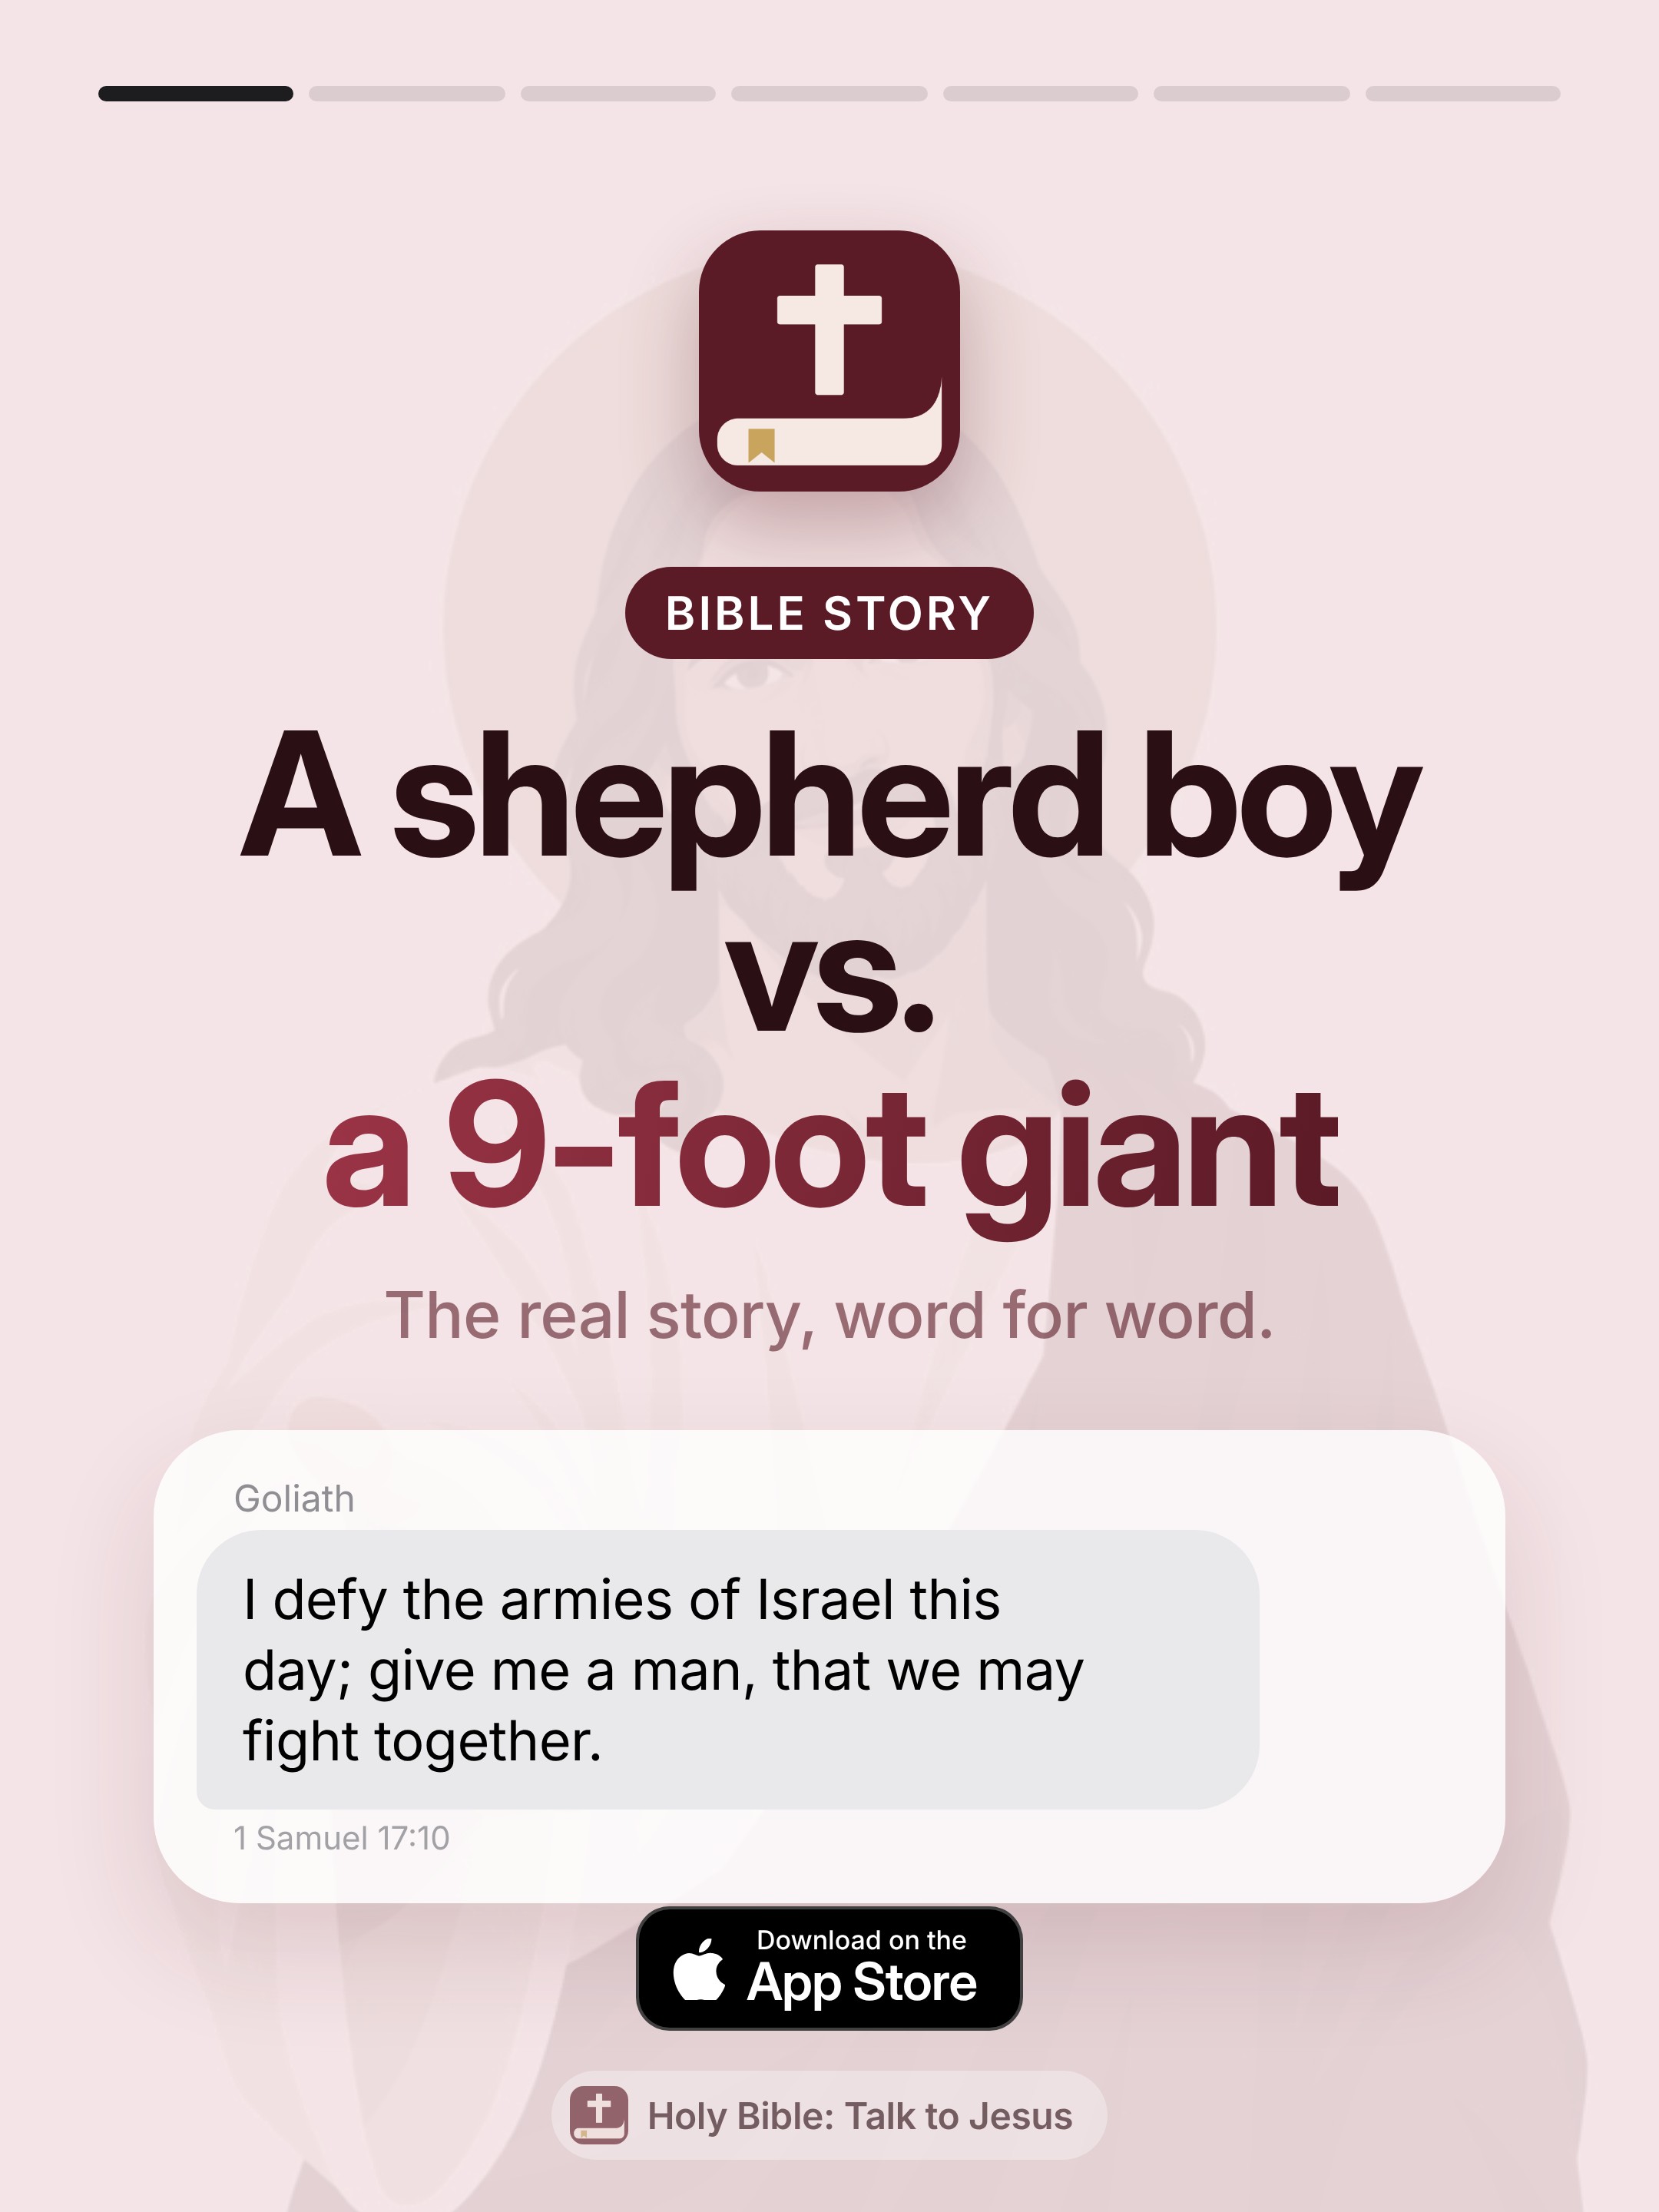 BIBLE STORY
A shepherd boy
vs.
a 9-foot giant
The real story, word for word.
Goliath
I defy the armies of Israel this
day; give me a man, that we may
fight together.
1 Samuel 17:10
Download on the
App Store
Holy Bible: Talk to Jesus